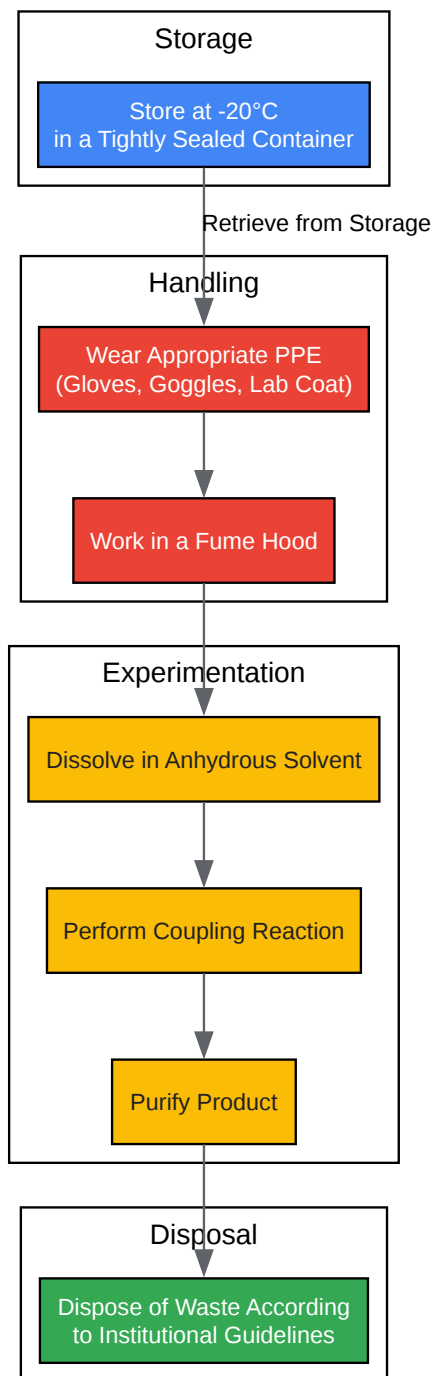 Storage
Store at -20°C
in a Tightly Sealed Container
Retrieve from Storage
Handling
Wear Appropriate PPE
(Gloves, Goggles, Lab Coat)
Work in a Fume Hood
Experimentation
Dissolve in Anhydrous Solvent
Perform Coupling Reaction
Purify Product
Disposal
Dispose of Waste According
to Institutional Guidelines